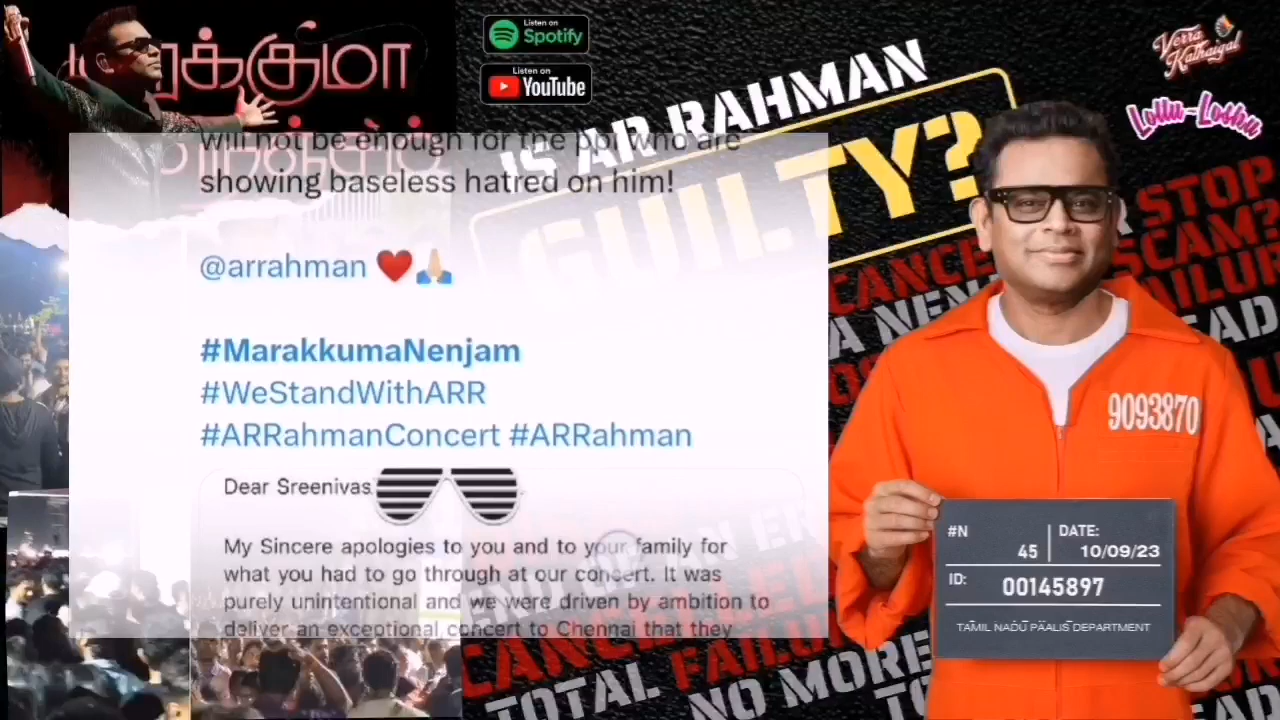 மறக்குமா
Listen on
Spotify
Listen on
YouTube
Verra
Kathaigal
Lollu-Lossu
IS AR RAHMAN
GUILTY?
will not be enough for the ppl who are
showing baseless hatred on him!
@arrahman ❤️🙏
#MarakkumaNenjam
#WeStandWithARR
#ARRahmanConcert #ARRahman
Dear Sreenivas
My Sincere apologies to you and to your family for
what you had to go through at our concert. It was
purely unintentional and we were driven by ambition to
deliver an exceptional concert to Chennai that they
STOP
SCAM?
TOTAL FAILU
NO MORE
9093870
#N
45
DATE:
10/09/23
ID:
00145897
TAMIL NADU PAALIS DEPARTMENT